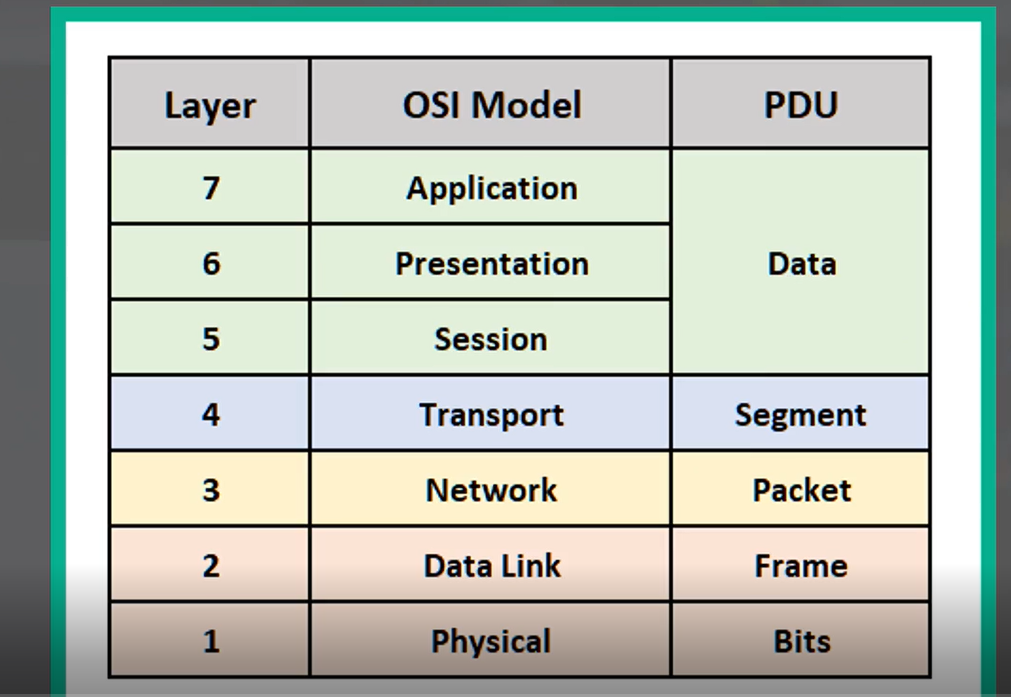 Layer OSI Model PDU
7 Application
6 Presentation Data
5 Session
4 Transport Segment
3 Network Packet
2 Data Link Frame
1 Physical Bits